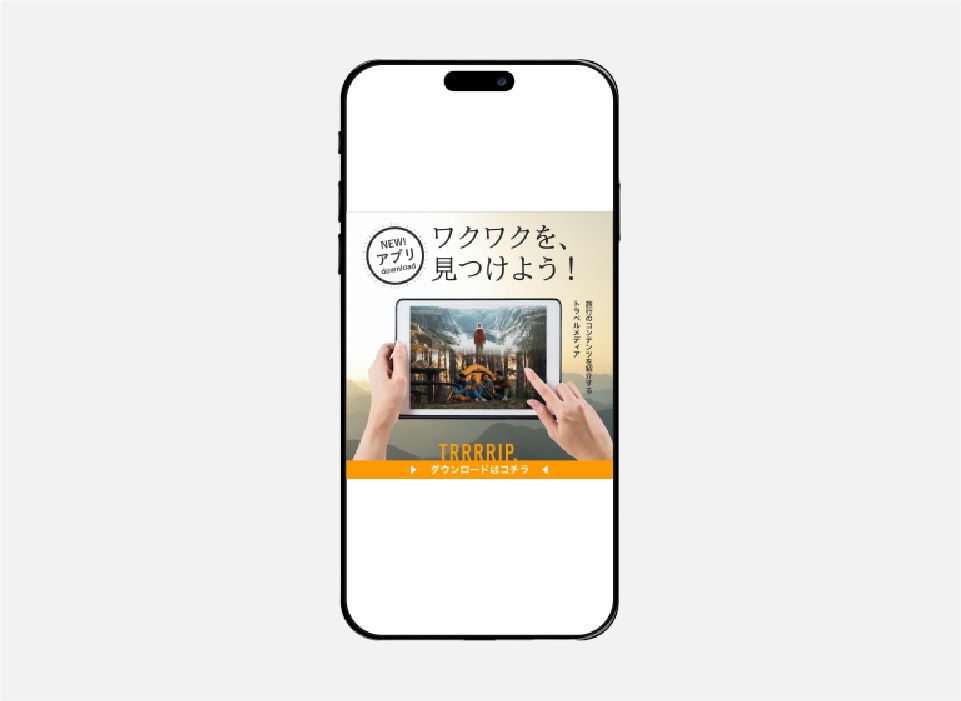 NEW!
アプリ
download
ワクワクを、
見つけよう！
旅行のコンテンツを紹介する
トラベルメディア
TRRRRIP.
ダウンロードはコチラ